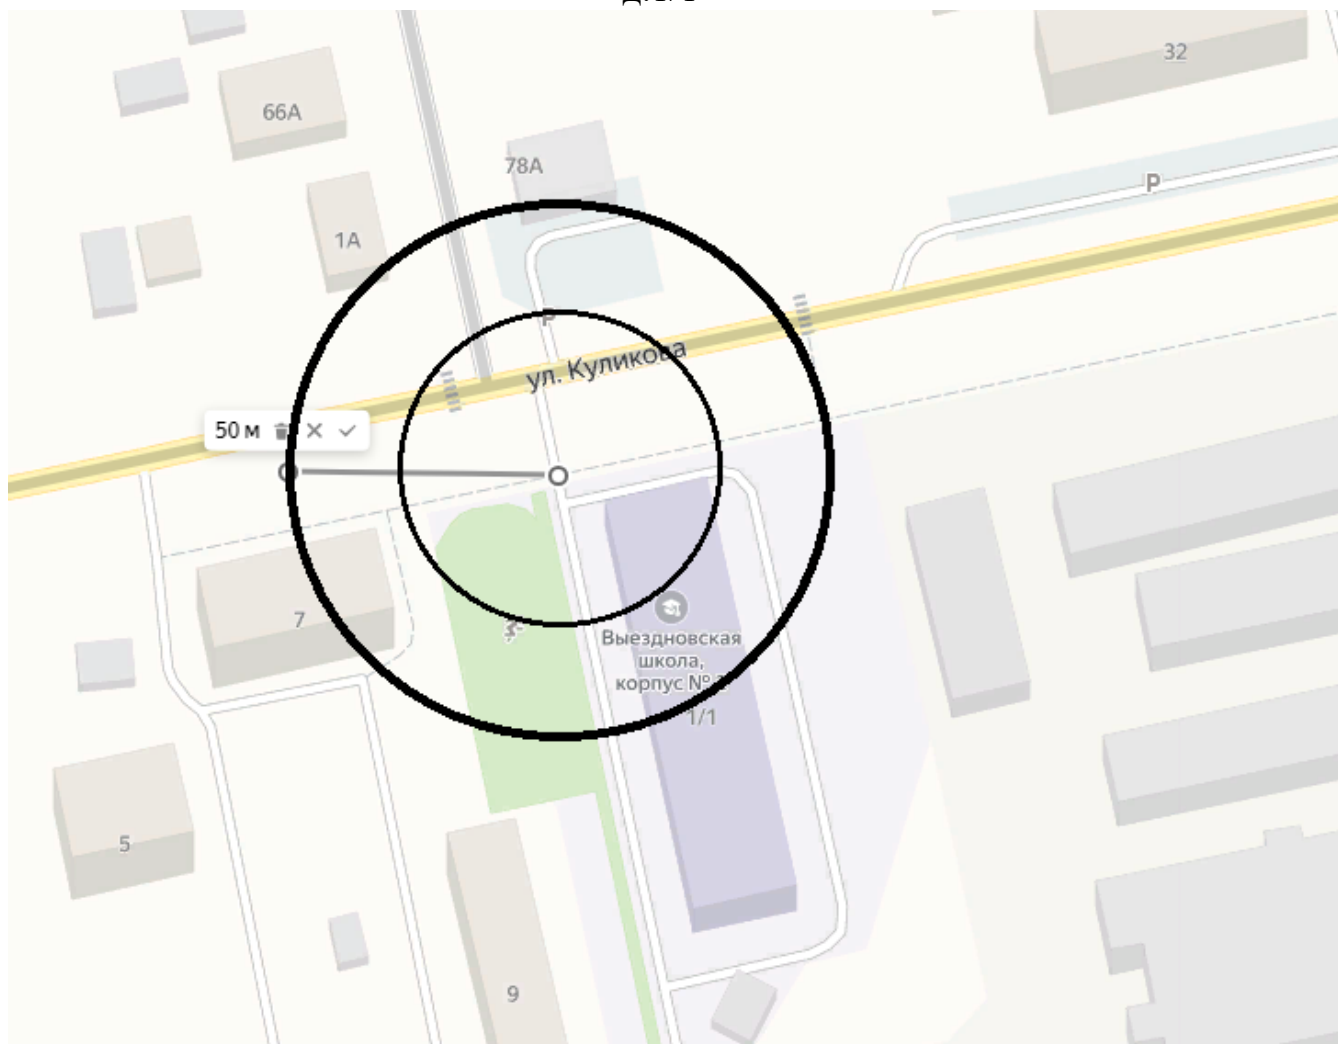 32
66А
78А
Р
1А
Р
ул. Куликова
50 м
7
Выездновская
школа,
корпус №
1/1
5
9